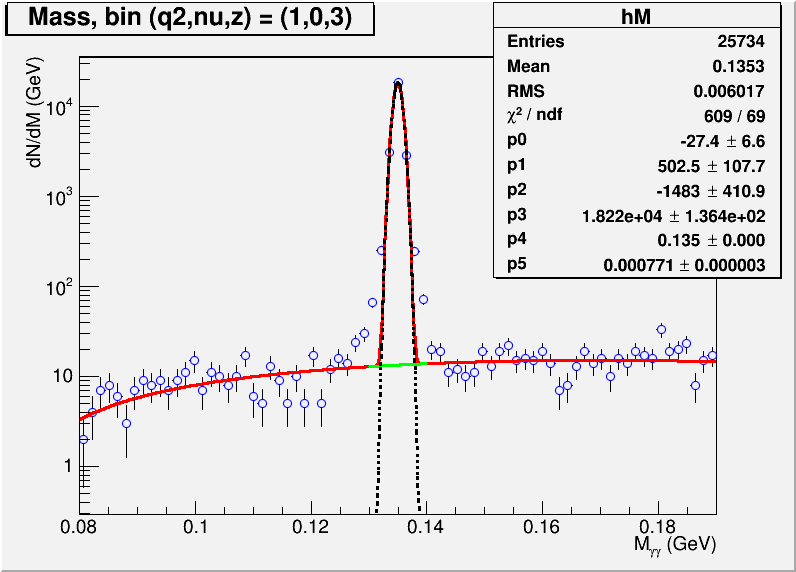 Mass, bin (q2,nu,z) = (1,0,3)
hM
Entries 25734
Mean 0.1353
RMS 0.006017
χ² / ndf 609 / 69
p0 -27.4 ± 6.6
p1 502.5 ± 107.7
p2 -1483 ± 410.9
p3 1.822e+04 ± 1.364e+02
p4 0.135 ± 0.000
p5 0.000771 ± 0.000003
dN/dM (GeV)
10⁴
10³
10²
10
1
0.08 0.1 0.12 0.14 0.16 0.18
Mγγ (GeV)